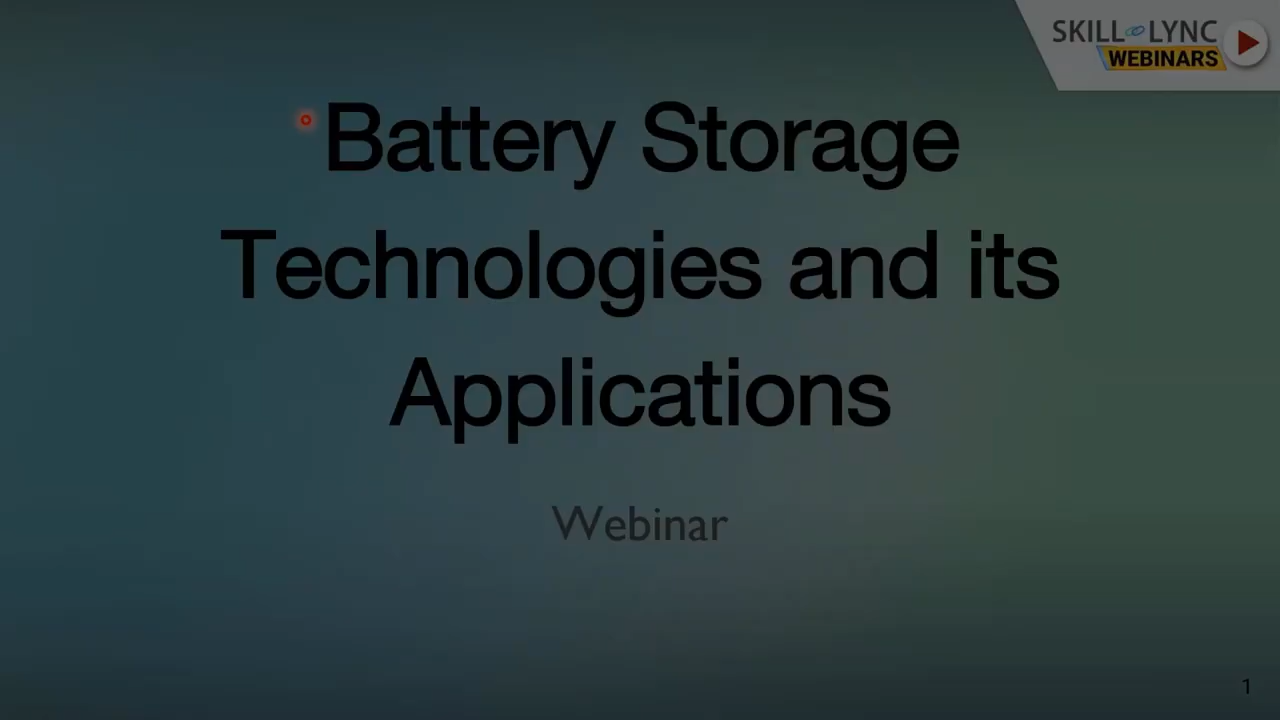 SKILL LYNC
WEBINARS
Battery Storage
Technologies and its
Applications
Webinar
1